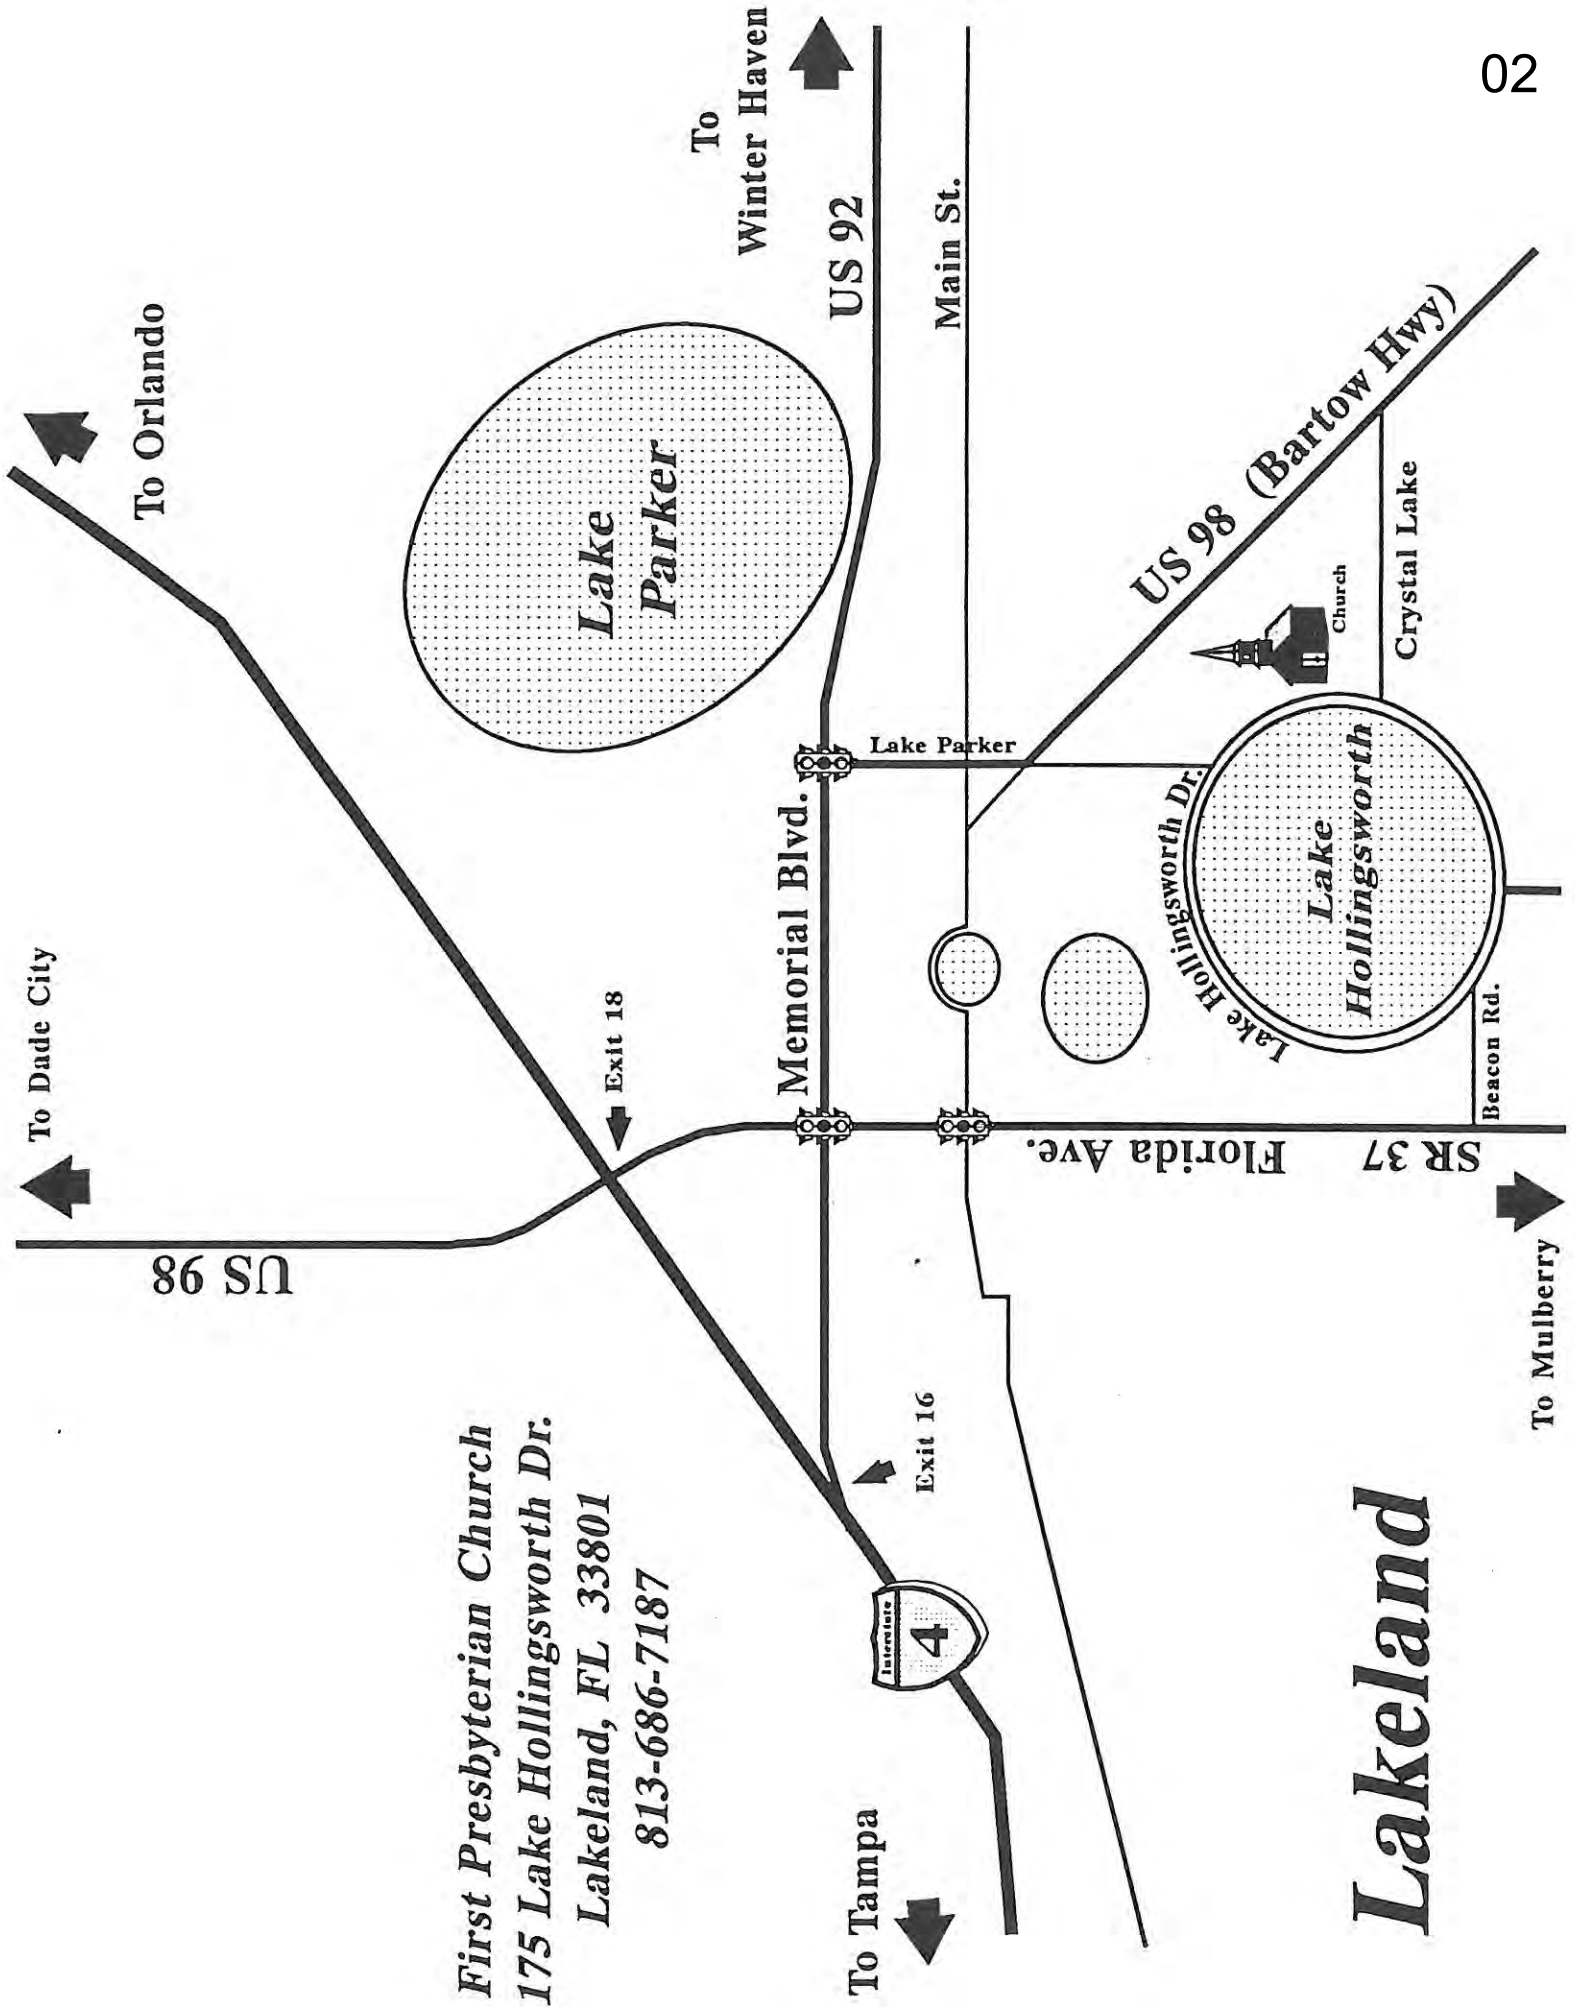 02
First Presbyterian Church
175 Lake Hollingsworth Dr.
Lakeland, FL 33801
813-686-7187
To Dade City
To Orlando
US 98
Exit 18
Lake
Parker
To
Winter Haven
US 92
Memorial Blvd.
Main St.
Lake Parker
Exit 16
Interstate
4
To Tampa
Florida Ave.
SR 37
US 98 (Bartow Hwy)
Church
Crystal Lake
Lake Hollingsworth Dr.
Lake
Hollingsworth
Beacon Rd.
To Mulberry
Lakeland